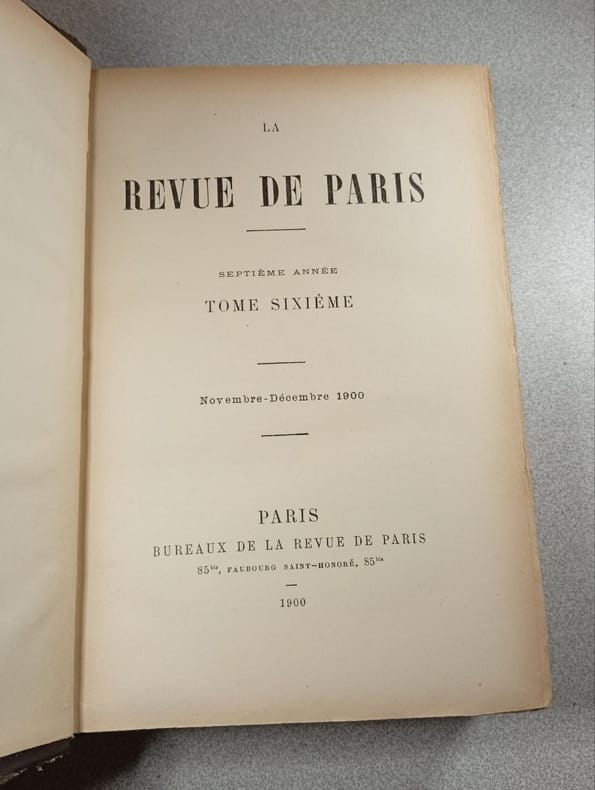 LA
REVUE DE PARIS
SEPTIÈME ANNÉE
TOME SIXIÈME
Novembre-Décembre 1900
PARIS
BUREAUX DE LA REVUE DE PARIS
85bis, FAUBOURG SAINT-HONORÉ, 85bis
1900